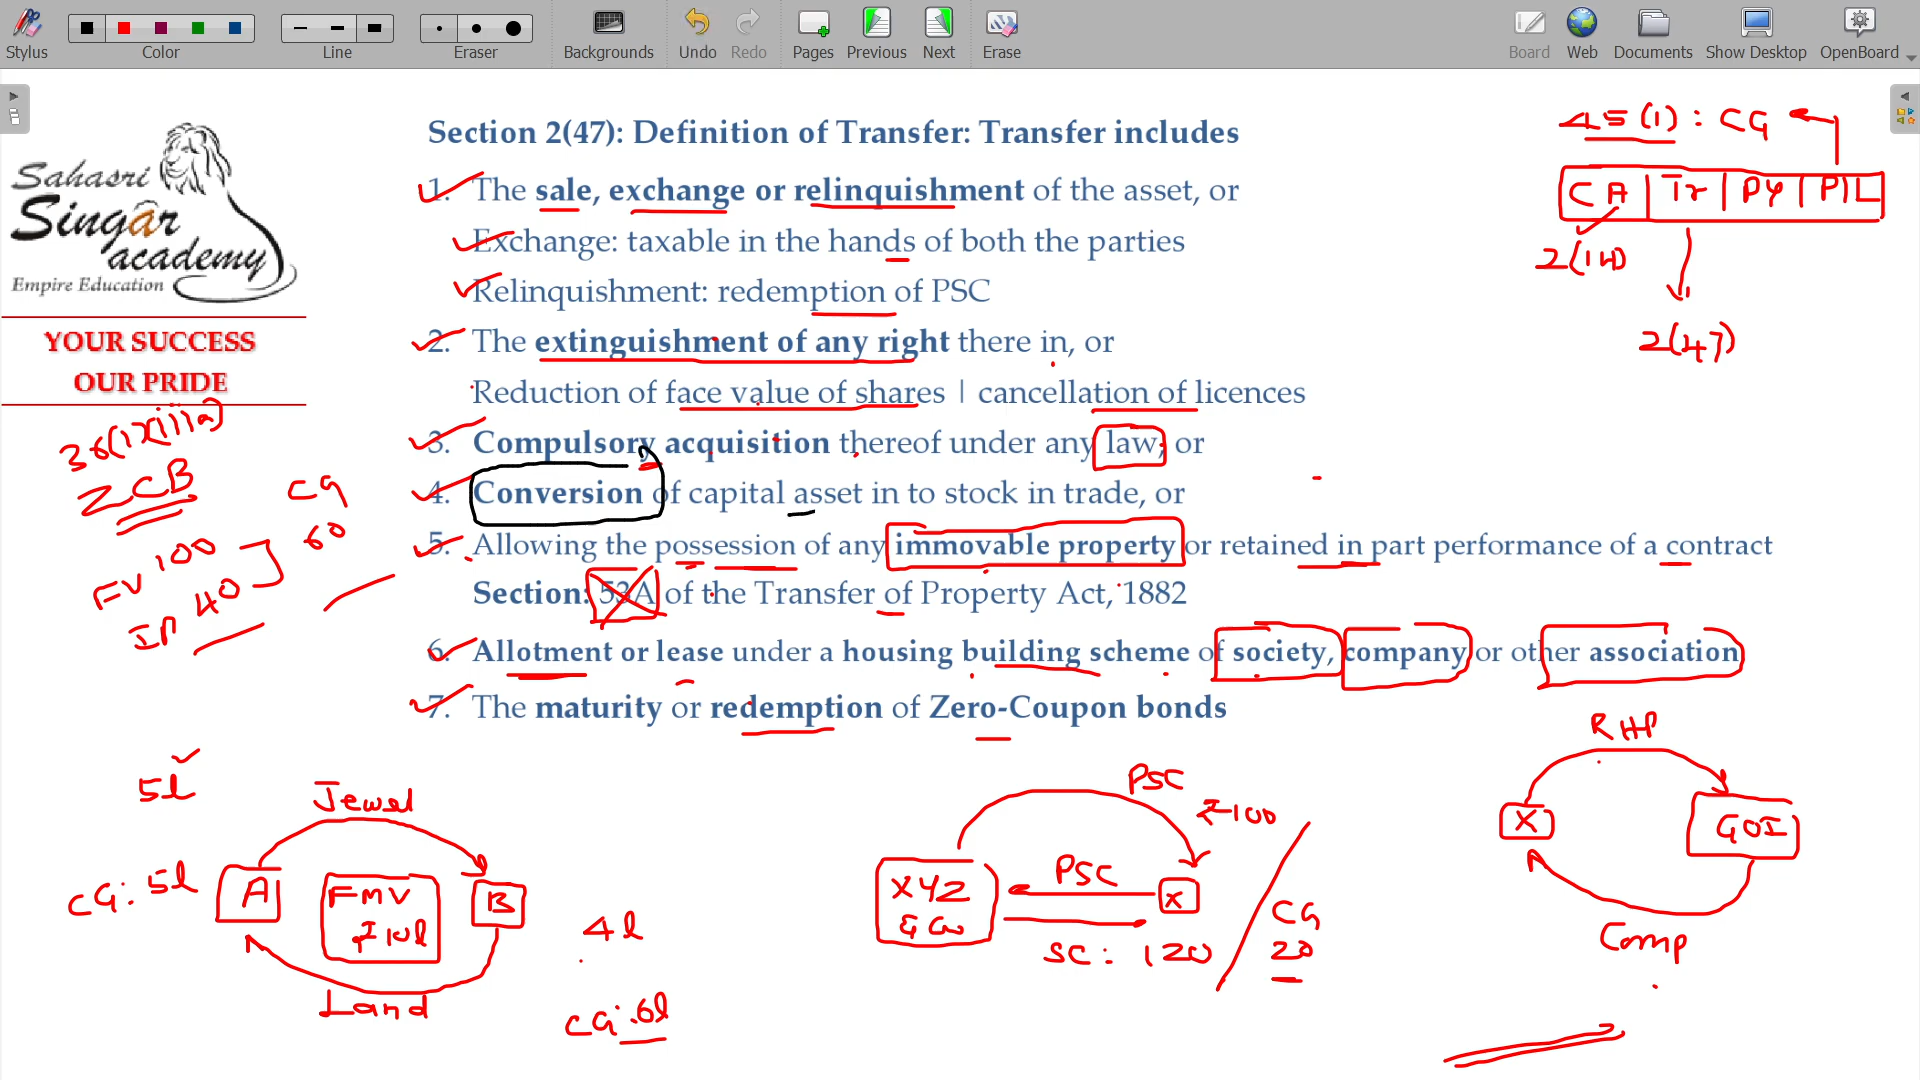 Stylus
Color
Line
Eraser
Backgrounds
Undo
Redo
Pages
Previous
Next
Erase
Board
Web
Documents
Show Desktop
OpenBoard
Sahasri
Singar
academy
Empire Education
YOUR SUCCESS
OUR PRIDE
Section 2(47): Definition of Transfer: Transfer includes
1. The sale, exchange or relinquishment of the asset, or
Exchange: taxable in the hands of both the parties
Relinquishment: redemption of PSC
2. The extinguishment of any right there in, or
Reduction of face value of shares | cancellation of licences
3. Compulsory acquisition thereof under any law; or
4. Conversion of capital asset in to stock in trade, or
5. Allowing the possession of any immovable property or retained in part performance of a contract
Section: 53A of the Transfer of Property Act, 1882
6. Allotment or lease under a housing building scheme of society, company or other association
7. The maturity or redemption of Zero-Coupon bonds
45(1) : CG
CA | Tr | PY | P/L
2(14)
2(47)
36(1)(iiia)
ZCB
CG
FV 100
60
IP 40
5l
Jewel
CG: 5l
A
FMV
₹10l
B
4l
Land
CG: 6l
PSC
₹100
XYZ
& Co
PSC
X
SC: 120
CG
20
RHP
X
GOI
Comp